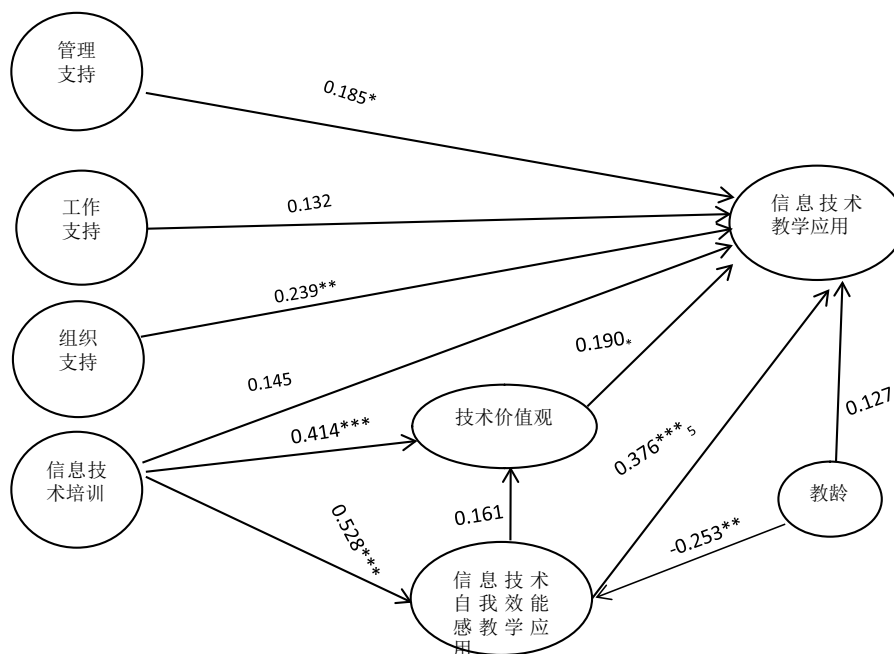 管理
支持
0.185*
工作
支持
0.132
信息技术
教学应用
组织
支持
0.239**
0.145
0.190*
技术价值观
0.414***
0.376***5
0.127
信息技
术培训
教龄
0.528***
0.161
-0.253**
信息技术
自我效能
感教学应
用